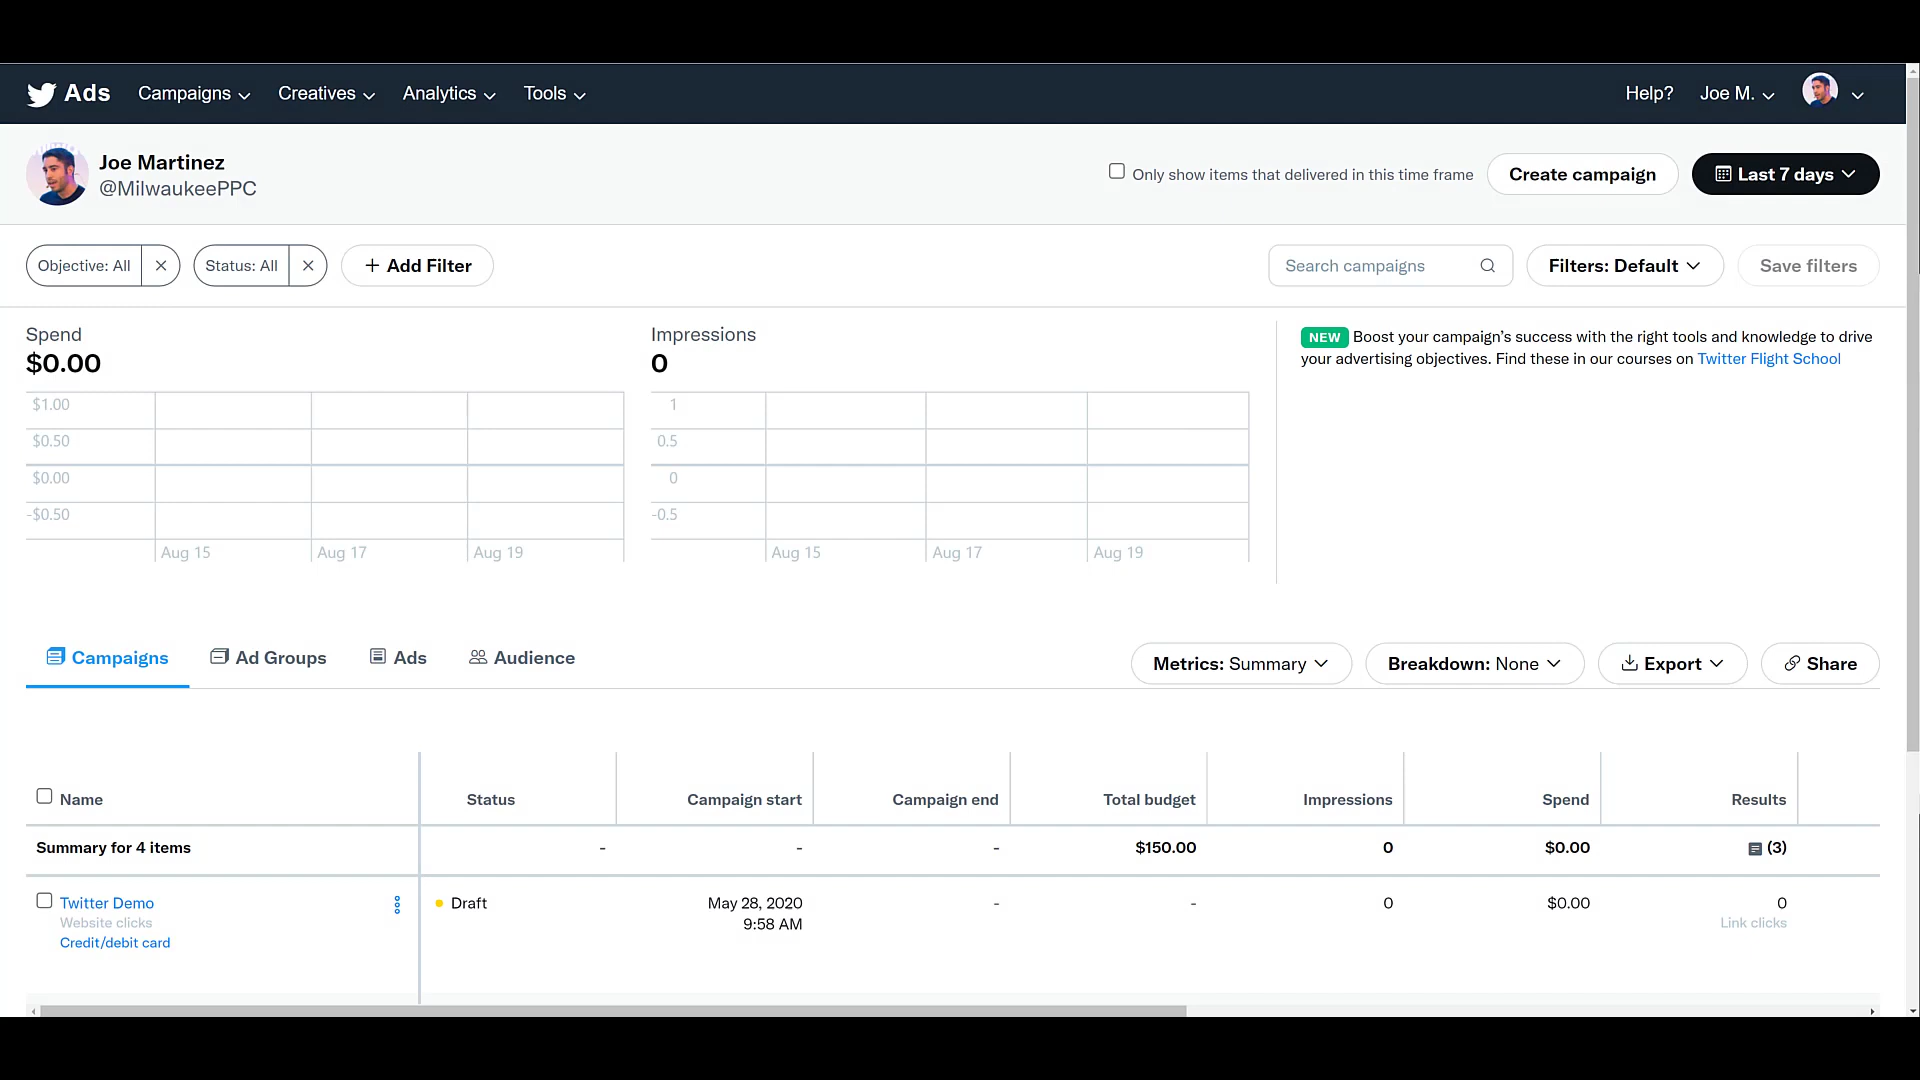 Ads Campaigns Creatives Analytics Tools Help? Joe M.
Joe Martinez
@MilwaukeePPC
Only show items that delivered in this time frame Create campaign Last 7 days
Objective: All Status: All + Add Filter Search campaigns Filters: Default Save filters
Spend
$0.00
$1.00
$0.50
$0.00
-$0.50
Aug 15 Aug 17 Aug 19
Impressions
0
1
0.5
0
-0.5
Aug 15 Aug 17 Aug 19
NEW Boost your campaign’s success with the right tools and knowledge to drive
your advertising objectives. Find these in our courses on Twitter Flight School
Campaigns Ad Groups Ads Audience Metrics: Summary Breakdown: None Export Share
Name Status Campaign start Campaign end Total budget Impressions Spend Results
Summary for 4 items - - - $150.00 0 $0.00 (3)
Twitter Demo Draft May 28, 2020 - - 0 $0.00 0
Website clicks 9:58 AM Link clicks
Credit/debit card